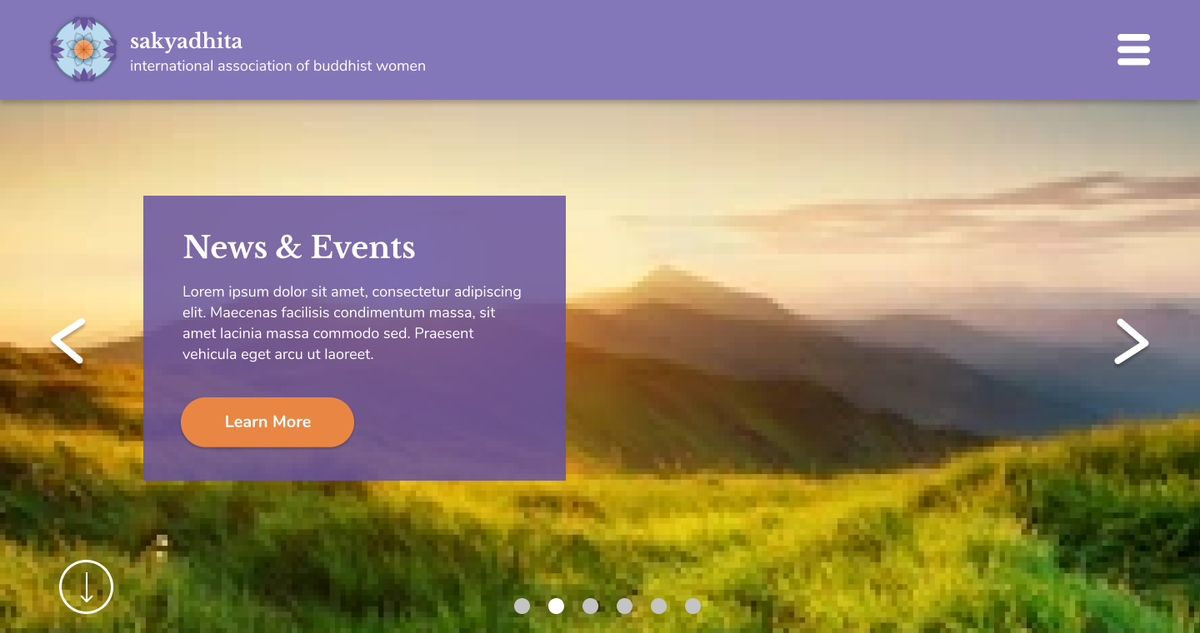 sakyadhita
international association of buddhist women
News & Events
Lorem ipsum dolor sit amet, consectetur adipiscing
elit. Maecenas facilisis condimentum massa, sit
amet lacinia massa commodo sed. Praesent
vehicula eget arcu ut laoreet.
Learn More